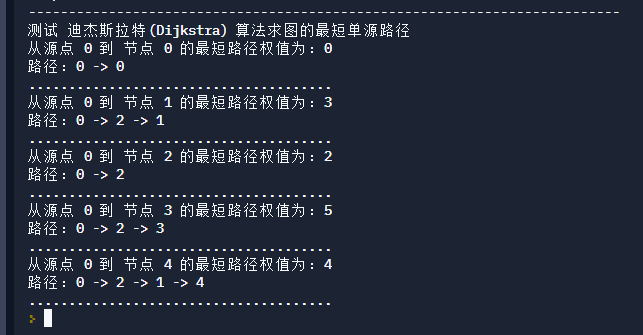 ------------------------------------------------------------
测试 迪杰斯拉特(Dijkstra) 算法求图的最短单源路径
从源点 0 到 节点 0 的最短路径权值为：0
路径：0 -> 0
......................................
从源点 0 到 节点 1 的最短路径权值为：3
路径：0 -> 2 -> 1
......................................
从源点 0 到 节点 2 的最短路径权值为：2
路径：0 -> 2
......................................
从源点 0 到 节点 3 的最短路径权值为：5
路径：0 -> 2 -> 3
......................................
从源点 0 到 节点 4 的最短路径权值为：4
路径：0 -> 2 -> 1 -> 4
......................................
>